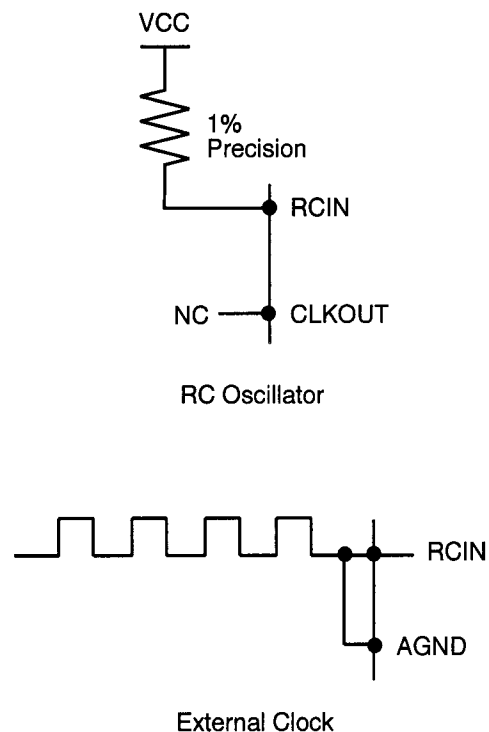 VCC
1%
Precision
RCIN
NC
CLKOUT
RC Oscillator
RCIN
AGND
External Clock